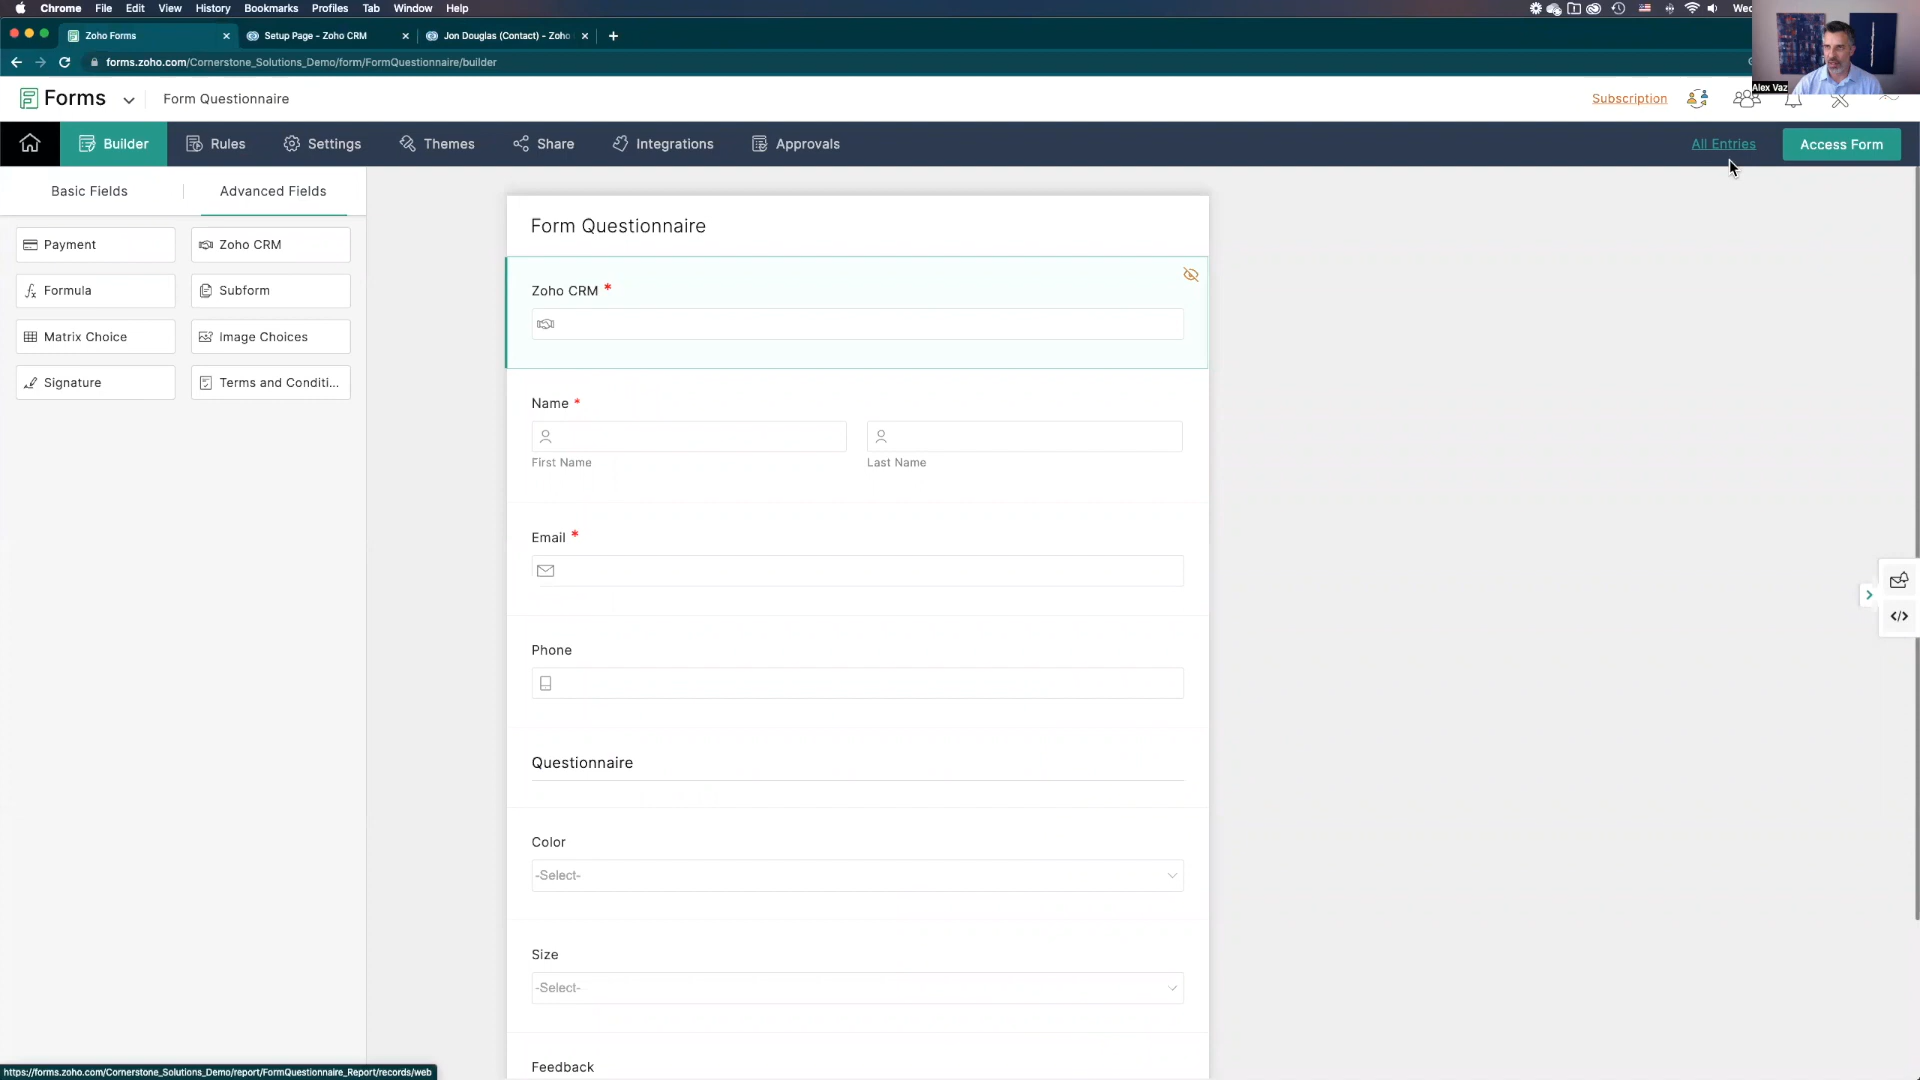 Chrome File Edit View History Bookmarks Profiles Tab Window Help
Wed
Zoho Forms
Setup Page - Zoho CRM
Jon Douglas (Contact) - Zoho
forms.zoho.com/Cornerstone_Solutions_Demo/form/FormQuestionnaire/builder
Alex Vaz
Forms
Form Questionnaire
Subscription
Builder
Rules
Settings
Themes
Share
Integrations
Approvals
All Entries
Access Form
Basic Fields
Advanced Fields
Payment
Zoho CRM
Formula
Subform
Matrix Choice
Image Choices
Signature
Terms and Conditi...
Form Questionnaire
Zoho CRM *
Name *
First Name
Last Name
Email *
Phone
Questionnaire
Color
-Select-
Size
-Select-
Feedback
https://forms.zoho.com/Cornerstone_Solutions_Demo/report/FormQuestionnaire_Report/records/web